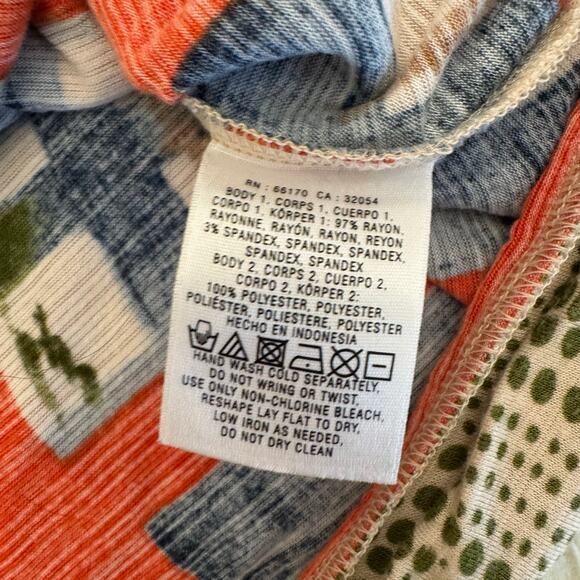 RN : 66170 CA : 32054
BODY 1, CORPS 1, CUERPO 1,
CORPO 1, KÖRPER 1: 97% RAYON,
RAYONNE, RAYÓN, RAYON, REYON
3% SPANDEX, SPANDEX, SPANDEX,
SPANDEX, SPANDEX
BODY 2, CORPS 2, CUERPO 2,
CORPO 2, KÖRPER 2:
100% POLYESTER, POLYESTER,
POLIÉSTER, POLIESTERE, POLYESTER
HECHO EN INDONESIA
HAND WASH COLD SEPARATELY,
DO NOT WRING OR TWIST.
USE ONLY NON-CHLORINE BLEACH,
RESHAPE LAY FLAT TO DRY.
LOW IRON AS NEEDED,
DO NOT DRY CLEAN